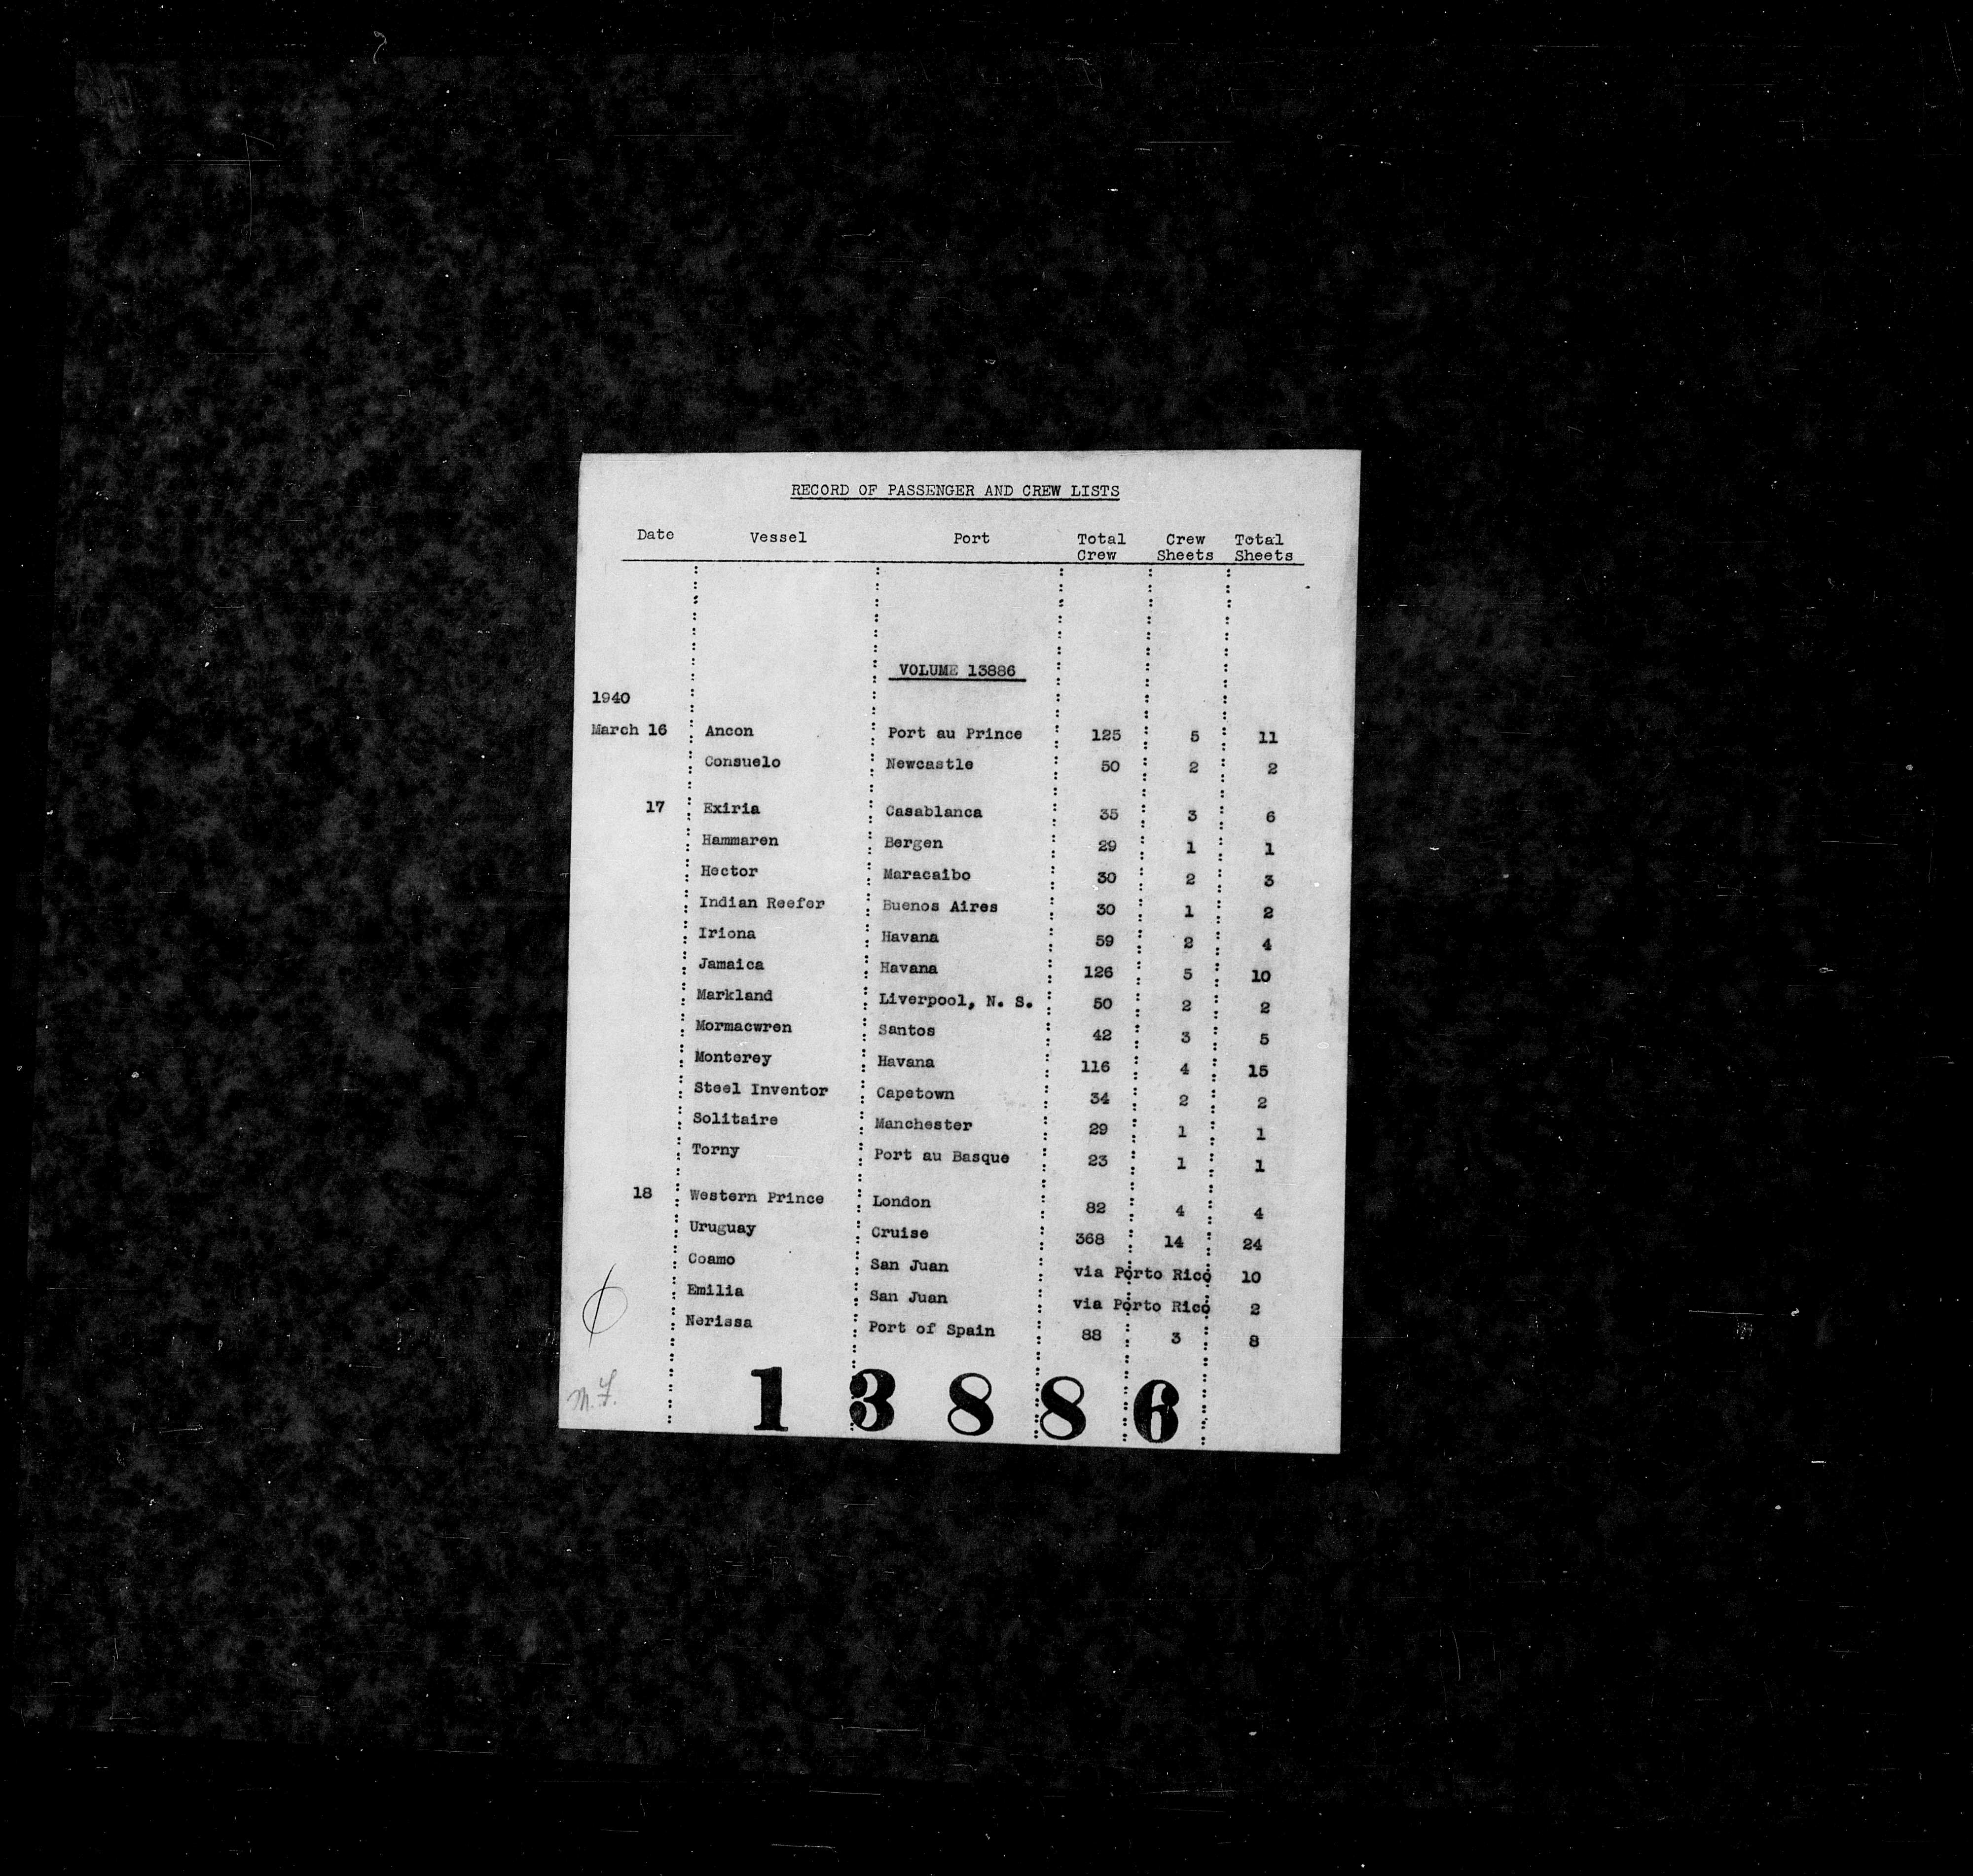 RECORD OF PASSENGER AND CREW LISTS
Date Vessel Port Total Crew Crew Sheets Total Sheets
VOLUME 13886
1940
March 16 Ancon Port au Prince 125 5 11
Consuelo Newcastle 50 2 2
17 Exiria Casablanca 35 3 6
Hammaren Bergen 29 1 1
Hector Maracaibo 30 2 3
Indian Reefer Buenos Aires 30 1 2
Iriona Havana 59 2 4
Jamaica Havana 126 5 10
Markland Liverpool, N. S. 50 2 2
Mormacwren Santos 42 3 5
Monterey Havana 116 4 15
Steel Inventor Capetown 34 2 2
Solitaire Manchester 29 1 1
Torny Port au Basque 23 1 1
18 Western Prince London 82 4 4
Uruguay Cruise 368 14 24
Coamo San Juan via Porto Rico 10
Emilia San Juan via Porto Rico 2
Nerissa Port of Spain 88 3 8
M.F.
13886